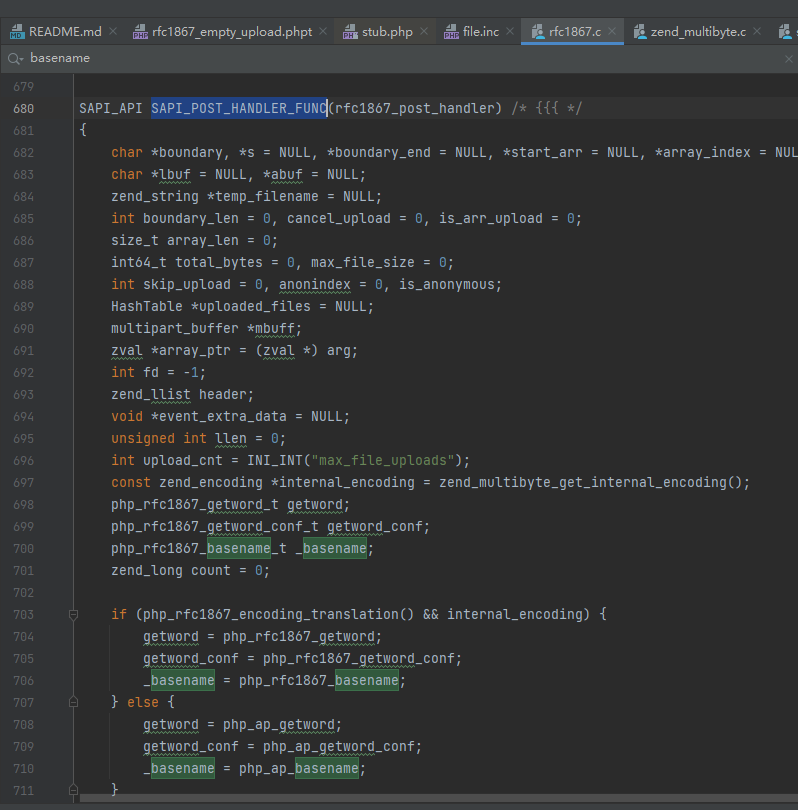 README.md rfc1867_empty_upload.phpt stub.php file.inc rfc1867.c zend_multibyte.c
basename
679
680 SAPI_API SAPI_POST_HANDLER_FUNC(rfc1867_post_handler) /* {{{ */
681 {
682 char *boundary, *s = NULL, *boundary_end = NULL, *start_arr = NULL, *array_index = NUL
683 char *lbuf = NULL, *abuf = NULL;
684 zend_string *temp_filename = NULL;
685 int boundary_len = 0, cancel_upload = 0, is_arr_upload = 0;
686 size_t array_len = 0;
687 int64_t total_bytes = 0, max_file_size = 0;
688 int skip_upload = 0, anonindex = 0, is_anonymous;
689 HashTable *uploaded_files = NULL;
690 multipart_buffer *mbuff;
691 zval *array_ptr = (zval *) arg;
692 int fd = -1;
693 zend_llist header;
694 void *event_extra_data = NULL;
695 unsigned int llen = 0;
696 int upload_cnt = INI_INT("max_file_uploads");
697 const zend_encoding *internal_encoding = zend_multibyte_get_internal_encoding();
698 php_rfc1867_getword_t getword;
699 php_rfc1867_getword_conf_t getword_conf;
700 php_rfc1867_basename_t _basename;
701 zend_long count = 0;
702
703 if (php_rfc1867_encoding_translation() && internal_encoding) {
704 getword = php_rfc1867_getword;
705 getword_conf = php_rfc1867_getword_conf;
706 _basename = php_rfc1867_basename;
707 } else {
708 getword = php_ap_getword;
709 getword_conf = php_ap_getword_conf;
710 _basename = php_ap_basename;
711 }